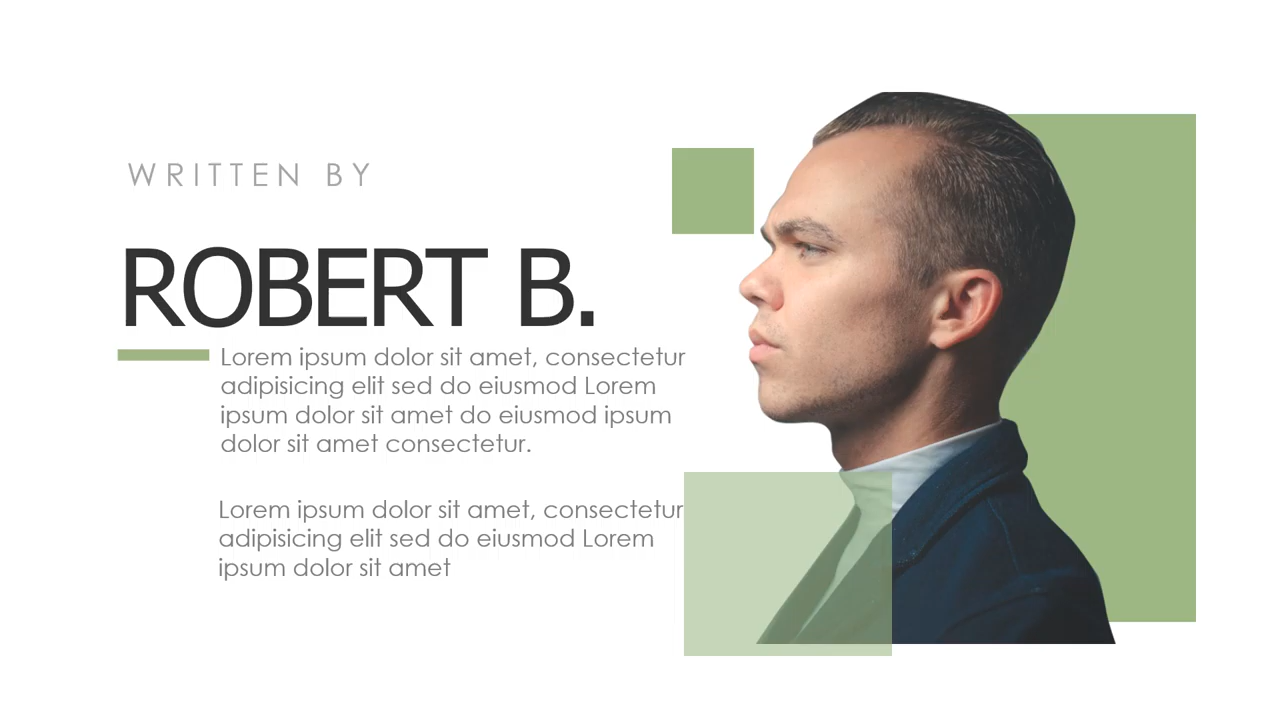 WRITTEN BY
ROBERT B.
Lorem ipsum dolor sit amet, consectetur
adipisicing elit sed do eiusmod Lorem
ipsum dolor sit amet do eiusmod ipsum
dolor sit amet consectetur.
Lorem ipsum dolor sit amet, consectetur
adipisicing elit sed do eiusmod Lorem
ipsum dolor sit amet